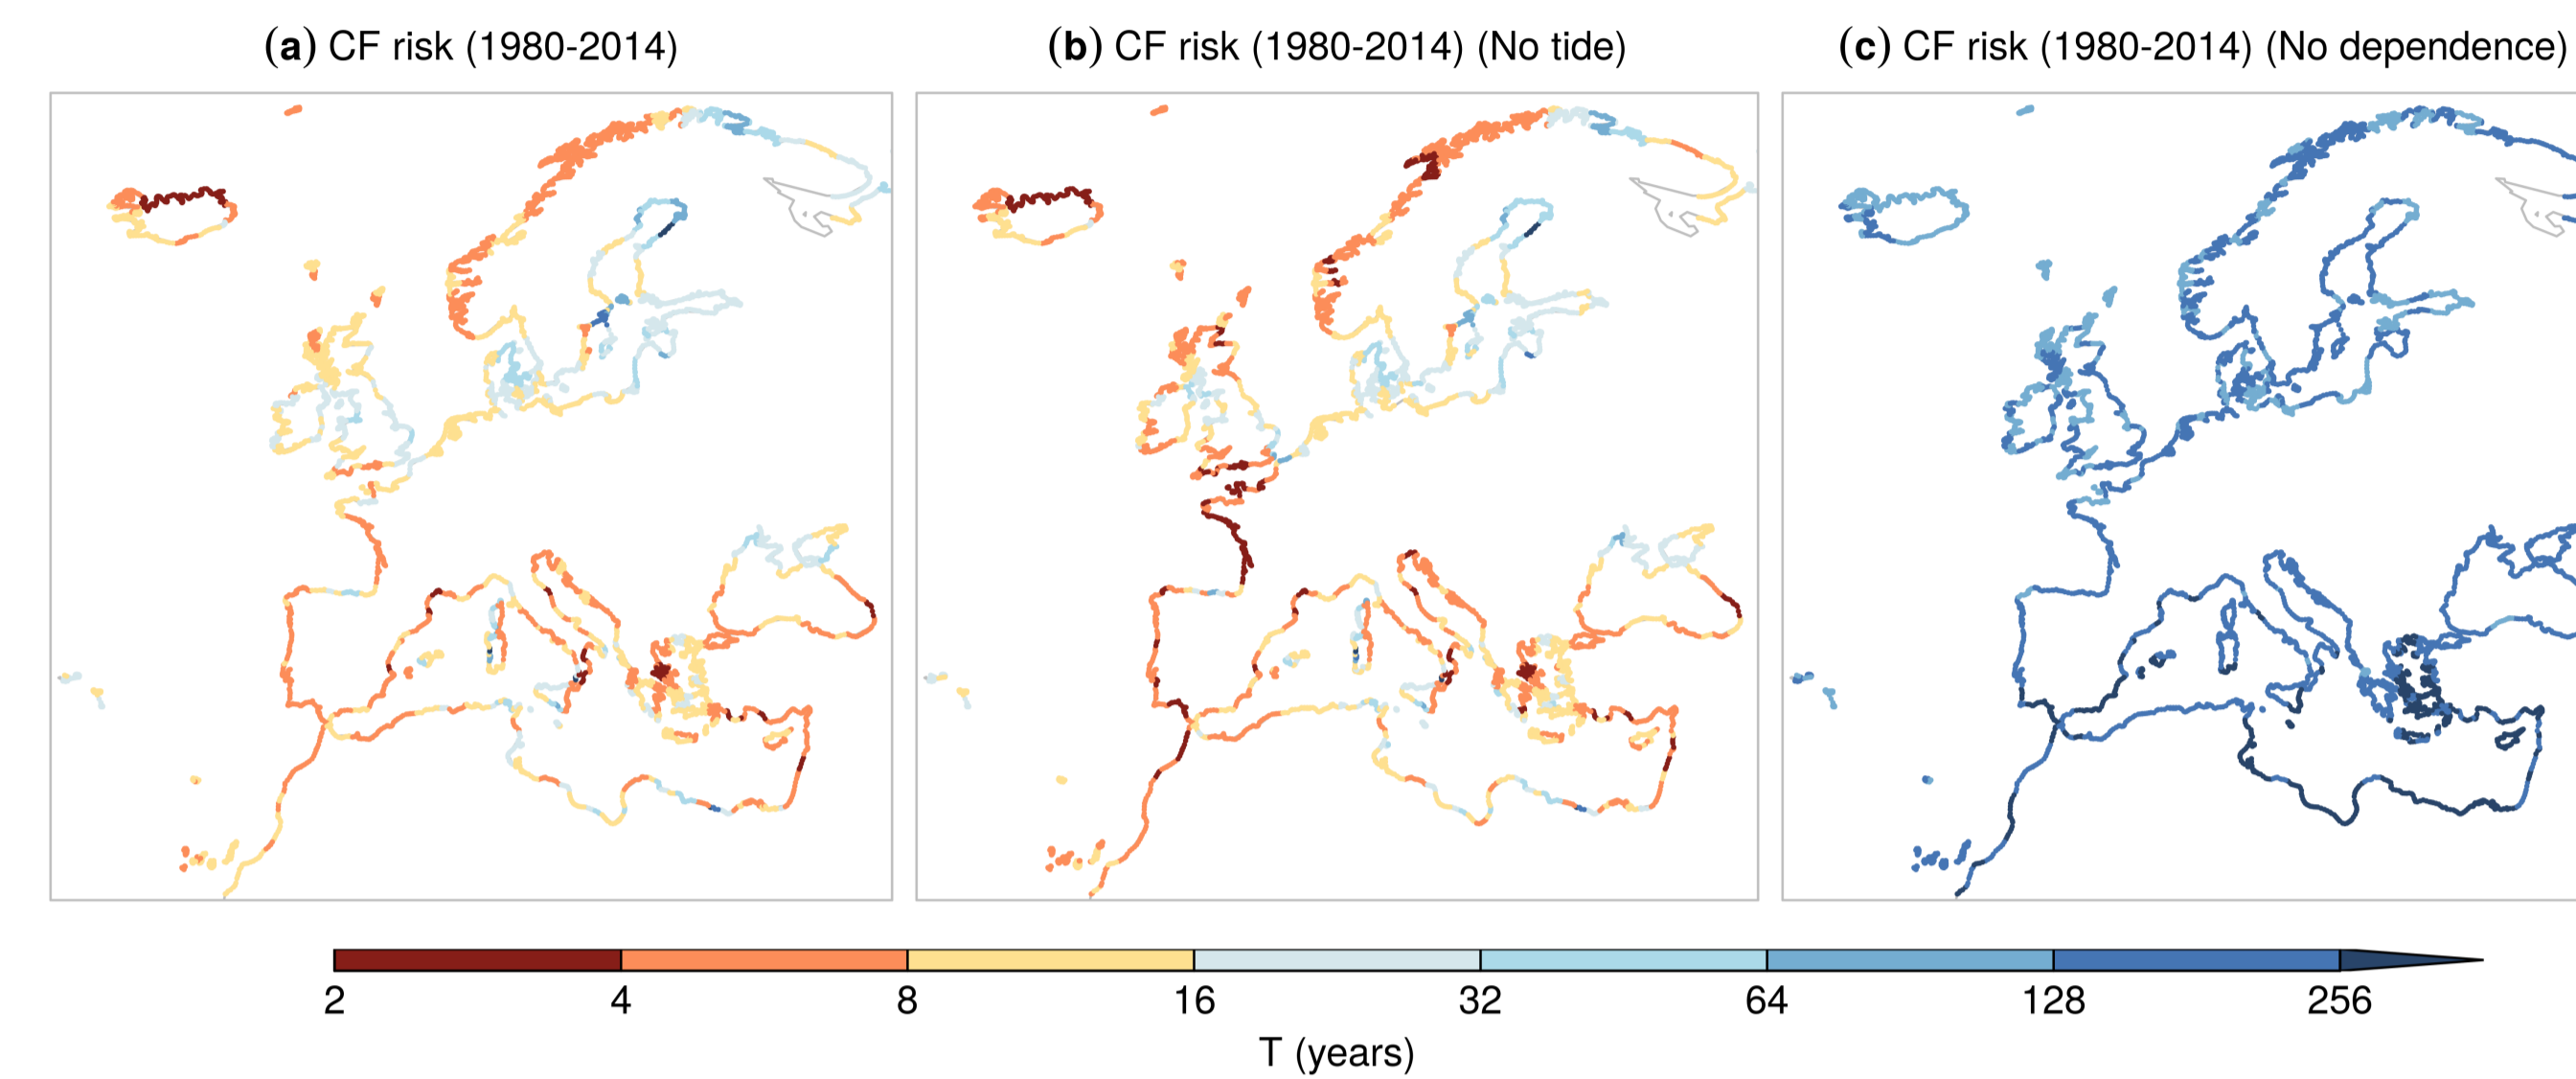 (a) CF risk (1980-2014)
(b) CF risk (1980-2014) (No tide)
(c) CF risk (1980-2014) (No dependence)
2 4 8 16 32 64 128 256
T (years)